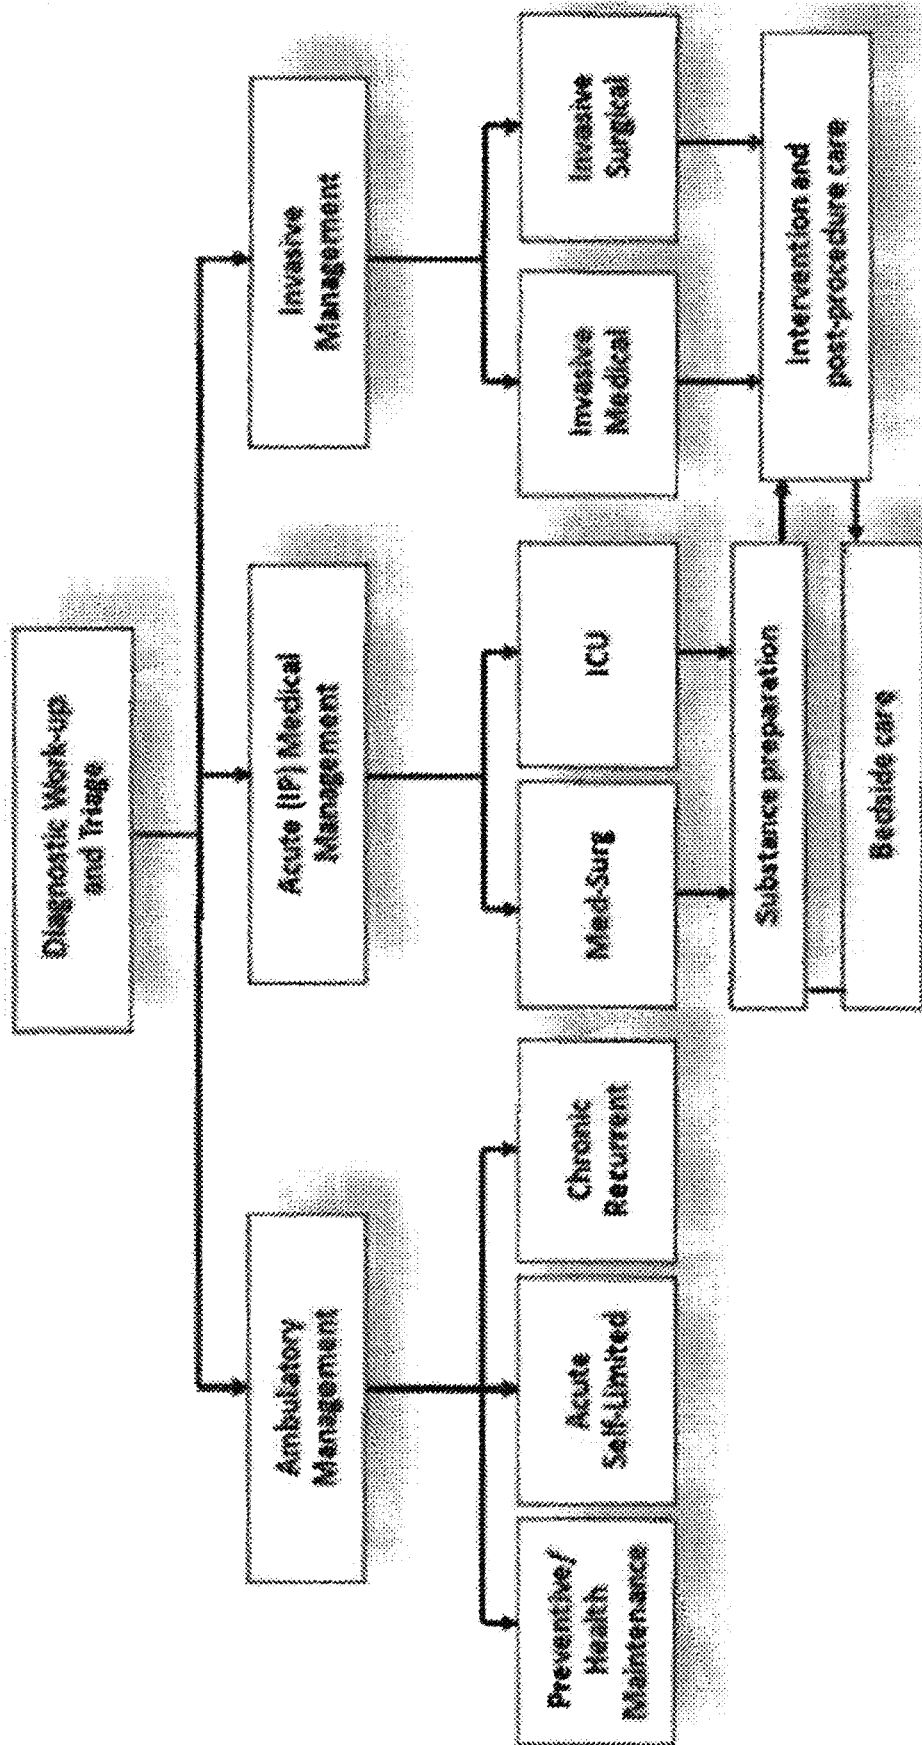 Diagnostic Work-up
and Triage
Ambulatory
Management
Acute (IP) Medical
Management
Invasive
Management
Preventive/
Health
Maintenance
Acute
Self-Limited
Chronic
Recurrent
Med-Surg
ICU
Invasive
Medical
Invasive
Surgical
Substance preparation
Bedside care
Intervention and
post-procedure care